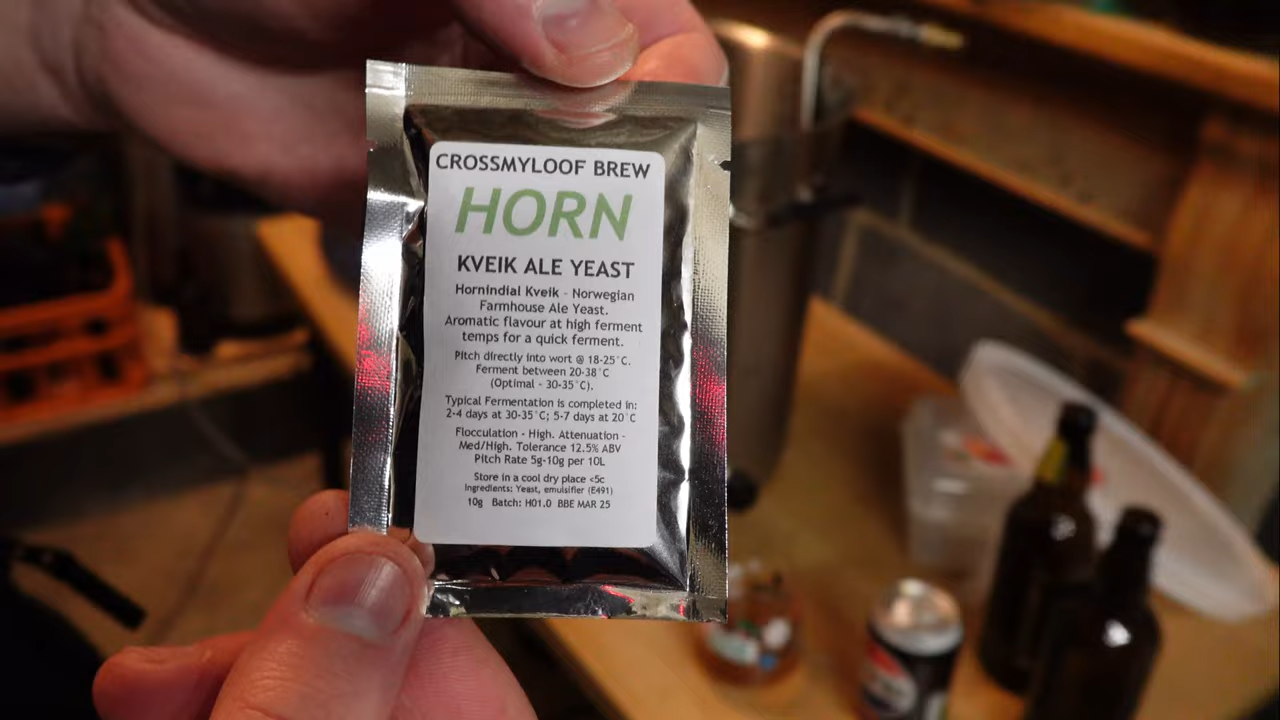 CROSSMYLOOF BREW
HORN
KVEIK ALE YEAST
Hornindial Kveik - Norwegian
Farmhouse Ale Yeast.
Aromatic flavour at high ferment
temps for a quick ferment.
Pitch directly into wort @ 18-25°C.
Ferment between 20-38°C
(Optimal - 30-35°C).
Typical Fermentation is completed in:
2-4 days at 30-35°C; 5-7 days at 20°C
Flocculation - High. Attenuation -
Med/High. Tolerance 12.5% ABV
Pitch Rate 5g-10g per 10L
Store in a cool dry place <5c
Ingredients: Yeast, emulsifier (E491)
10g Batch: H01.0 BBE MAR 25